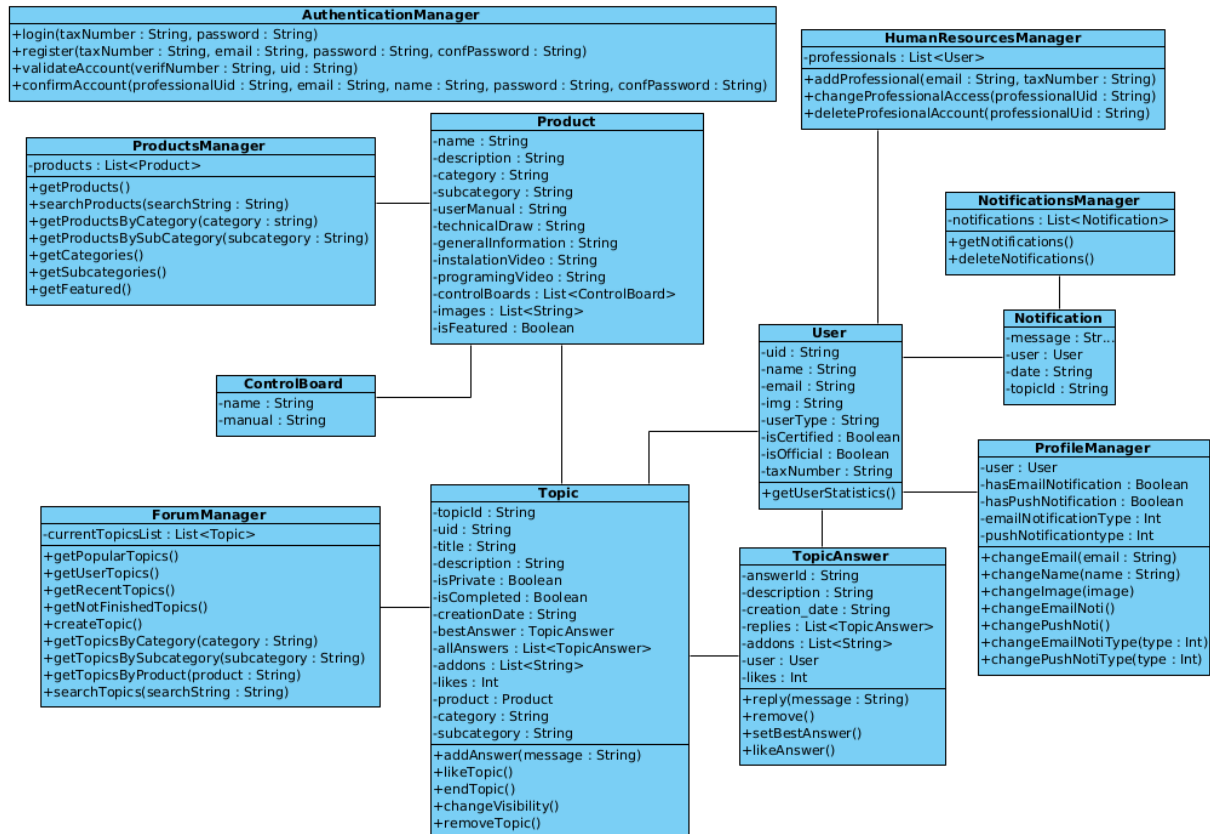 AuthenticationManager
+login(taxNumber : String, password : String)
+register(taxNumber : String, email : String, password : String, confPassword : String)
+validateAccount(verifNumber : String, uid : String)
+confirmAccount(professionalUid : String, email : String, name : String, password : String, confPassword : String)
HumanResourcesManager
-professionals : List<User>
+addProfessional(email : String, taxNumber : String)
+changeProfessionalAccess(professionalUid : String)
+deleteProfesionalAccount(professionalUid : String)
ProductsManager
-products : List<Product>
+getProducts()
+searchProducts(searchString : String)
+getProductsByCategory(category : string)
+getProductsBySubCategory(subcategory : String)
+getCategories()
+getSubcategories()
+getFeatured()
Product
-name : String
-description : String
-category : String
-subcategory : String
-userManual : String
-technicalDraw : String
-generalInformation : String
-instalationVideo : String
-programingVideo : String
-controlBoards : List<ControlBoard>
-images : List<String>
-isFeatured : Boolean
NotificationsManager
-notifications : List<Notification>
+getNotifications()
+deleteNotifications()
Notification
-message : Str...
-user : User
-date : String
-topicId : String
User
-uid : String
-name : String
-email : String
-img : String
-userType : String
-isCertified : Boolean
-isOfficial : Boolean
-taxNumber : String
+getUserStatistics()
ControlBoard
-name : String
-manual : String
ProfileManager
-user : User
-hasEmailNotification : Boolean
-hasPushNotification : Boolean
-emailNotificationType : Int
-pushNotificationtype : Int
+changeEmail(email : String)
+changeName(name : String)
+changeImage(image)
+changeEmailNoti()
+changePushNoti()
+changeEmailNotiType(type : Int)
+changePushNotiType(type : Int)
ForumManager
-currentTopicsList : List<Topic>
+getPopularTopics()
+getUserTopics()
+getRecentTopics()
+getNotFinishedTopics()
+createTopic()
+getTopicsByCategory(category : String)
+getTopicsBySubcategory(subcategory : String)
+getTopicsByProduct(product : String)
+searchTopics(searchString : String)
Topic
-topicId : String
-uid : String
-title : String
-description : String
-isPrivate : Boolean
-isCompleted : Boolean
-creationDate : String
-bestAnswer : TopicAnswer
-allAnswers : List<TopicAnswer>
-addons : List<String>
-likes : Int
-product : Product
-category : String
-subcategory : String
+addAnswer(message : String)
+likeTopic()
+endTopic()
+changeVisibility()
+removeTopic()
TopicAnswer
-answerId : String
-description : String
-creation_date : String
-replies : List<TopicAnswer>
-addons : List<String>
-user : User
-likes : Int
+reply(message : String)
+remove()
+setBestAnswer()
+likeAnswer()